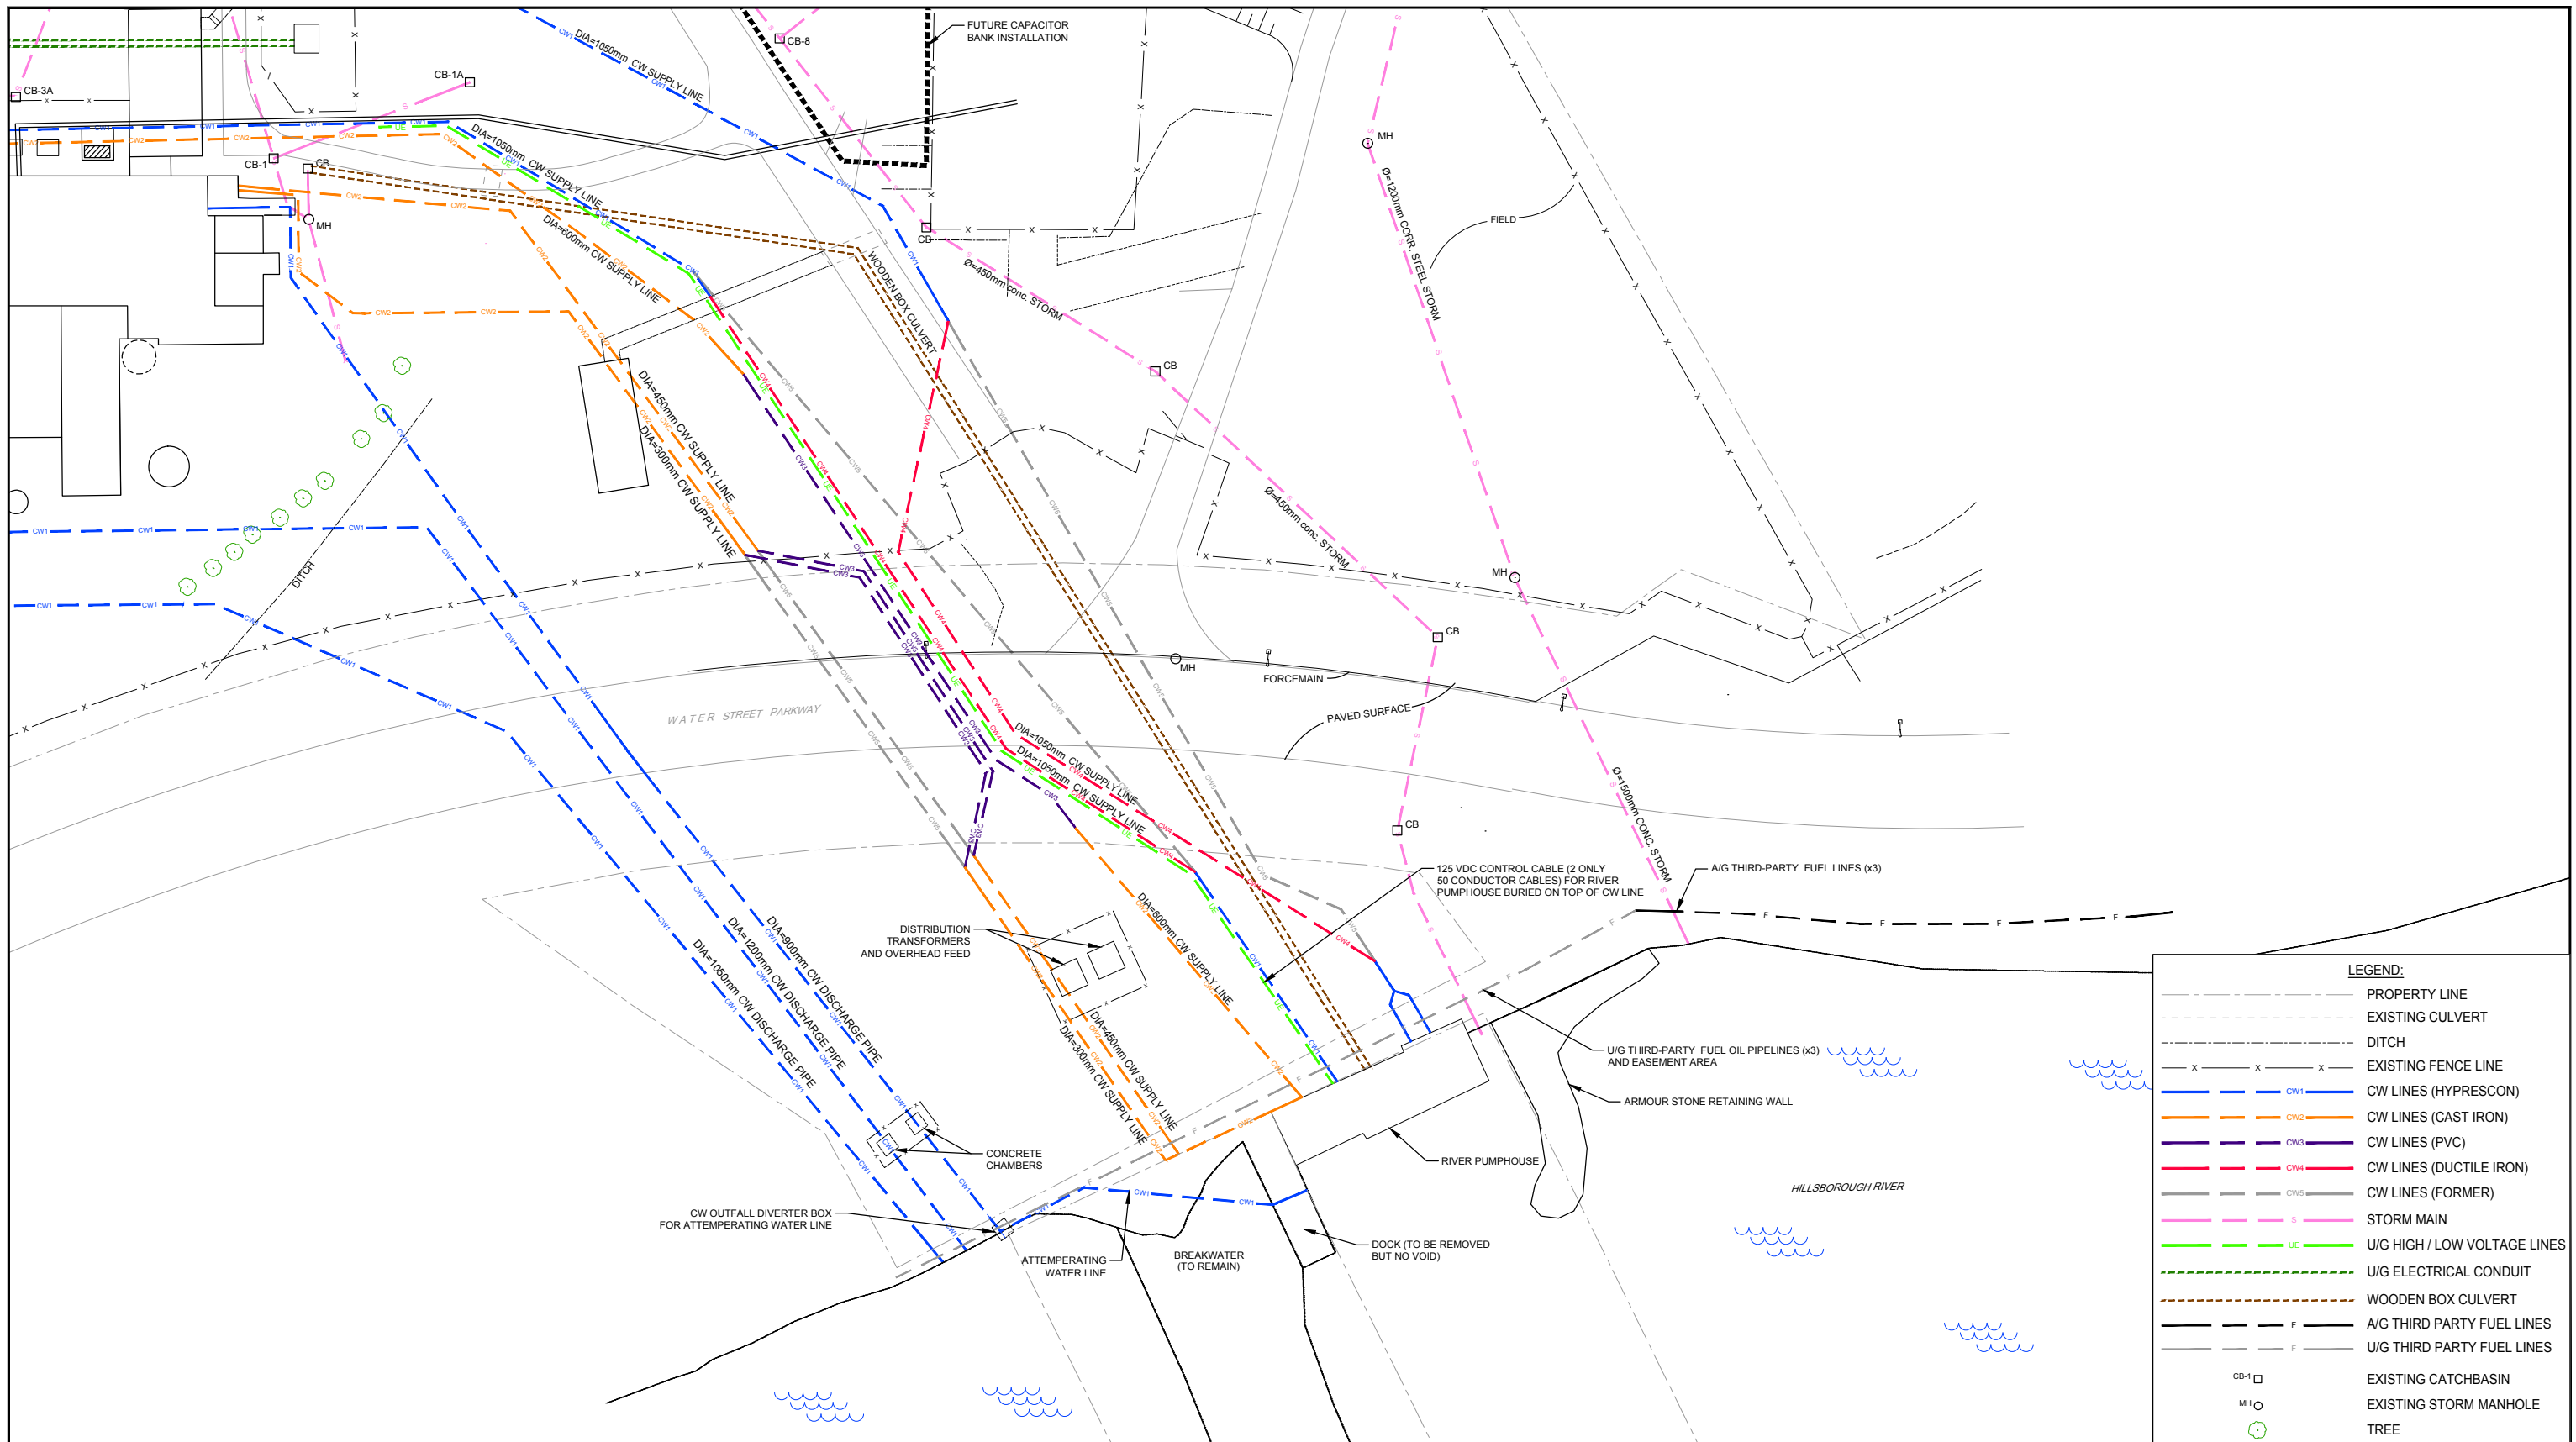 FUTURE CAPACITOR
BANK INSTALLATION
CB-8
DIA=1050mm CW SUPPLY LINE
CB-1A
CB-3A
CB-1
CB
MH
DIA=1050mm CW SUPPLY LINE
DIA=600mm CW SUPPLY LINE
WOODEN BOX CULVERT
CB
Ø=450mm conc. STORM
CB
MH
Ø=1200mm CORR. STEEL STORM
FIELD
DIA=450mm CW SUPPLY LINE
DIA=300mm CW SUPPLY LINE
DITCH
Ø=450mm conc. STORM
MH
CB
MH
FORCEMAIN
PAVED SURFACE
WATER STREET PARKWAY
DIA=1050mm CW SUPPLY LINE
DIA=1050mm CW SUPPLY LINE
Ø=1500mm CONC. STORM
CB
125 VDC CONTROL CABLE (2 ONLY
50 CONDUCTOR CABLES) FOR RIVER
PUMPHOUSE BURIED ON TOP OF CW LINE
A/G THIRD-PARTY FUEL LINES (x3)
DISTRIBUTION
TRANSFORMERS
AND OVERHEAD FEED
DIA=600mm CW SUPPLY LINE
DIA=900mm CW DISCHARGE PIPE
DIA=1200mm CW DISCHARGE PIPE
DIA=1050mm CW DISCHARGE PIPE
DIA=450mm CW SUPPLY LINE
DIA=300mm CW SUPPLY LINE
U/G THIRD-PARTY FUEL OIL PIPELINES (x3)
AND EASEMENT AREA
ARMOUR STONE RETAINING WALL
CONCRETE
CHAMBERS
RIVER PUMPHOUSE
HILLSBOROUGH RIVER
CW OUTFALL DIVERTER BOX
FOR ATTEMPERATING WATER LINE
ATTEMPERATING
WATER LINE
BREAKWATER
(TO REMAIN)
DOCK (TO BE REMOVED
BUT NO VOID)
LEGEND:
PROPERTY LINE
EXISTING CULVERT
DITCH
X X X EXISTING FENCE LINE
CW1 CW LINES (HYPRESCON)
CW2 CW LINES (CAST IRON)
CW3 CW LINES (PVC)
CW4 CW LINES (DUCTILE IRON)
CW5 CW LINES (FORMER)
S STORM MAIN
UE U/G HIGH / LOW VOLTAGE LINES
U/G ELECTRICAL CONDUIT
WOODEN BOX CULVERT
F A/G THIRD PARTY FUEL LINES
F U/G THIRD PARTY FUEL LINES
CB-1 EXISTING CATCHBASIN
MH EXISTING STORM MANHOLE
TREE